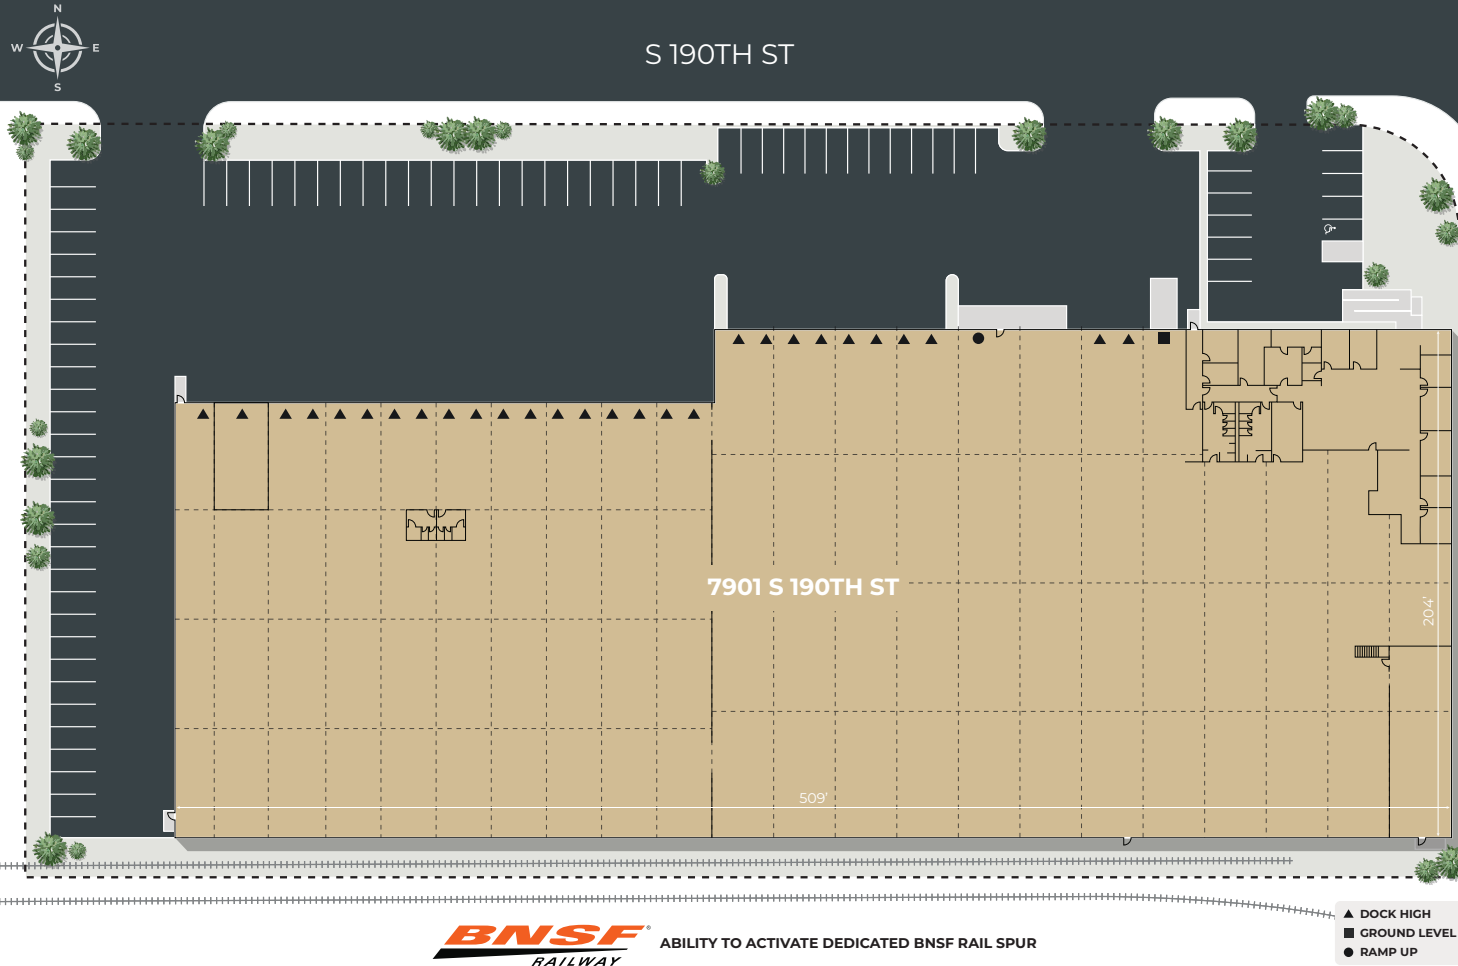 N
W E
S
S 190TH ST
7901 S 190TH ST
204'
509'
BNSF®
RAILWAY
ABILITY TO ACTIVATE DEDICATED BNSF RAIL SPUR
DOCK HIGH
GROUND LEVEL
RAMP UP